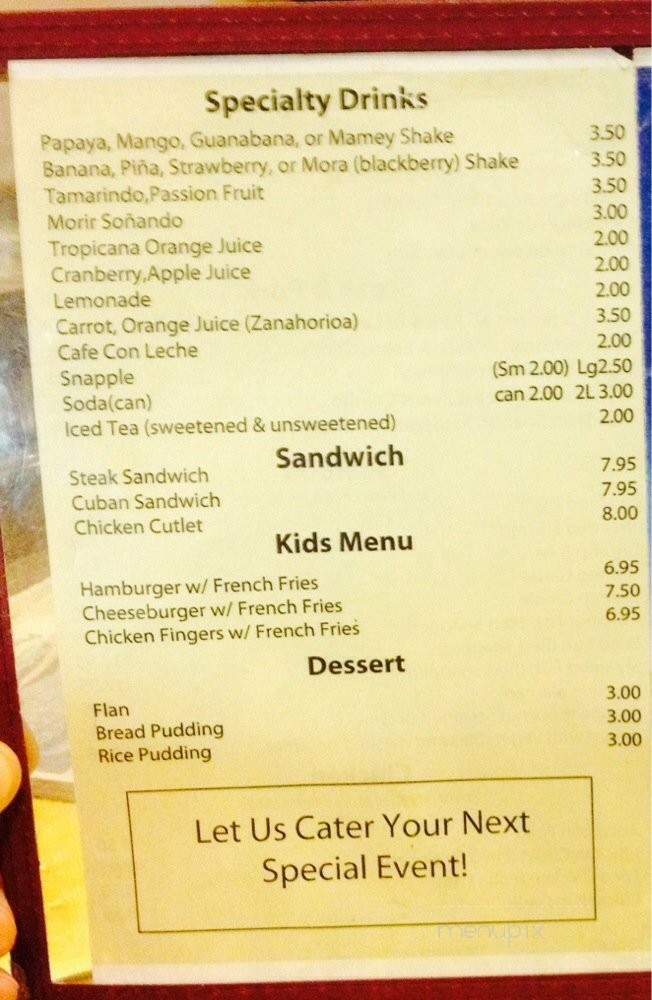 Specialty Drinks
Papaya, Mango, Guanabana, or Mamey Shake 3.50
Banana, Piña, Strawberry, or Mora (blackberry) Shake 3.50
Tamarindo,Passion Fruit 3.50
Morir Soñando 3.00
Tropicana Orange Juice 2.00
Cranberry,Apple Juice 2.00
Lemonade 2.00
Carrot, Orange Juice (Zanahorioa) 3.50
Cafe Con Leche 2.00
Snapple (Sm 2.00) Lg2.50
Soda(can) can 2.00 2L 3.00
Iced Tea (sweetened & unsweetened) 2.00
Sandwich
Steak Sandwich 7.95
Cuban Sandwich 7.95
Chicken Cutlet 8.00
Kids Menu
Hamburger w/ French Fries 6.95
Cheeseburger w/ French Fries 7.50
Chicken Fingers w/ French Fries 6.95
Dessert
Flan 3.00
Bread Pudding 3.00
Rice Pudding 3.00
Let Us Cater Your Next
Special Event!
menupix